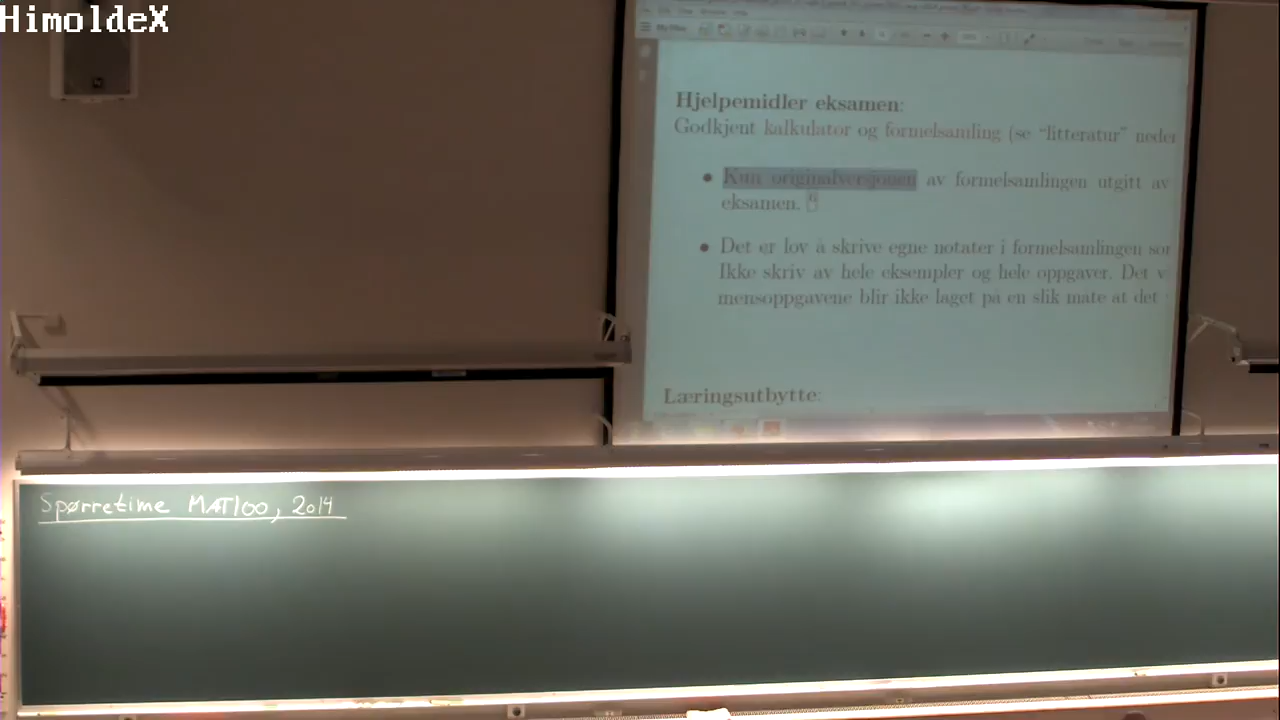 HimoldeX
Hjelpemidler eksamen:
Godkjent kalkulator og formelsamling (se "litteratur" neden
• Kun originalversjonen av formelsamlingen utgitt av
eksamen.
• Det er lov å skrive egne notater i formelsamlingen som
Ikke skriv av hele eksempler og hele oppgaver. Det v
mensoppgavene blir ikke laget på en slik måte at det
Læringsutbytte:
Spørretime MAT100, 2014